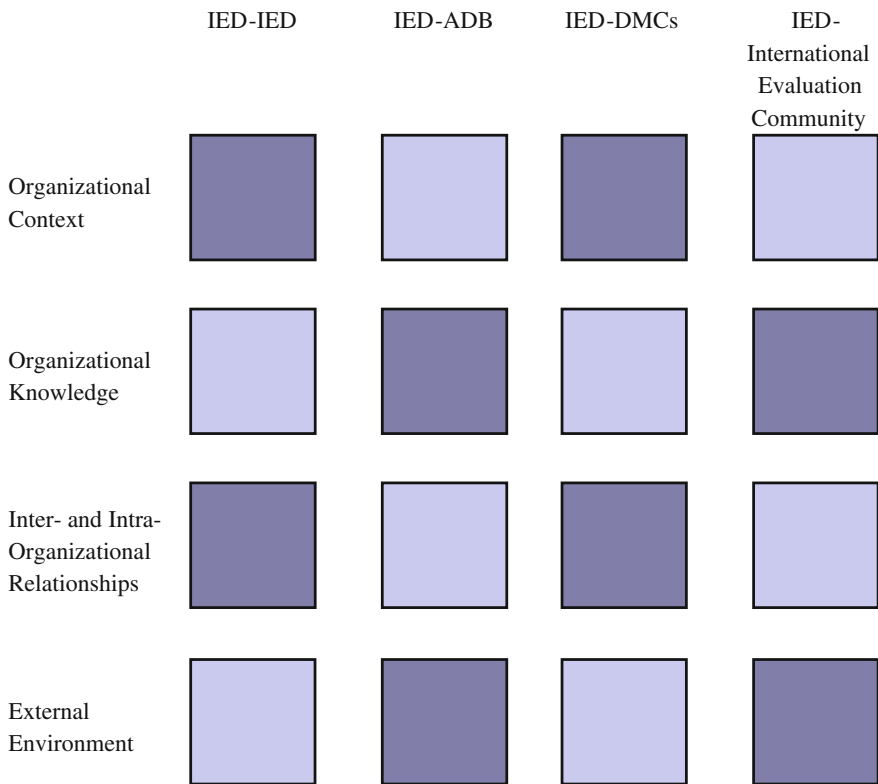 IED-IED
IED-ADB
IED-DMCs
IED-
International
Evaluation
Community
Organizational
Context
Organizational
Knowledge
Inter- and Intra-
Organizational
Relationships
External
Environment